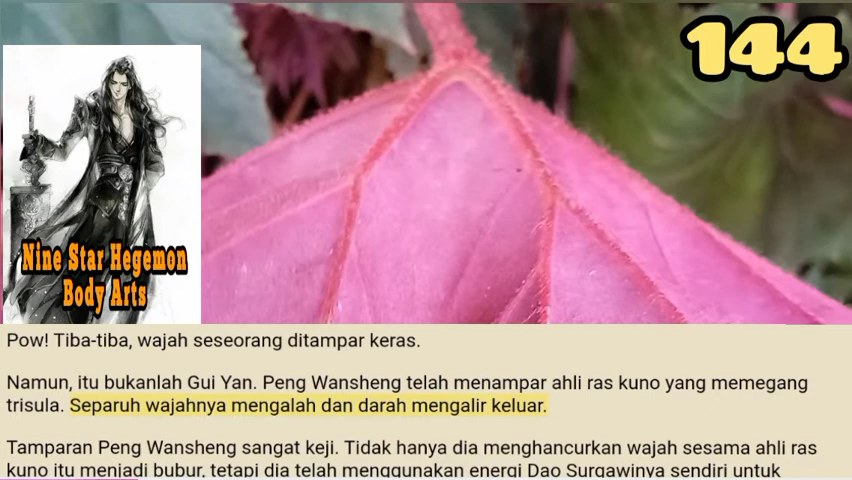 144
Nine Star Hegemon
Body Arts
Pow! Tiba-tiba, wajah seseorang ditampar keras.
Namun, itu bukanlah Gui Yan. Peng Wansheng telah menampar ahli ras kuno yang memegang
trisula. Separuh wajahnya mengalah dan darah mengalir keluar.
Tamparan Peng Wansheng sangat keji. Tidak hanya dia menghancurkan wajah sesama ahli ras
kuno itu menjadi bubur, tetapi dia telah menggunakan energi Dao Surgawinya sendiri untuk